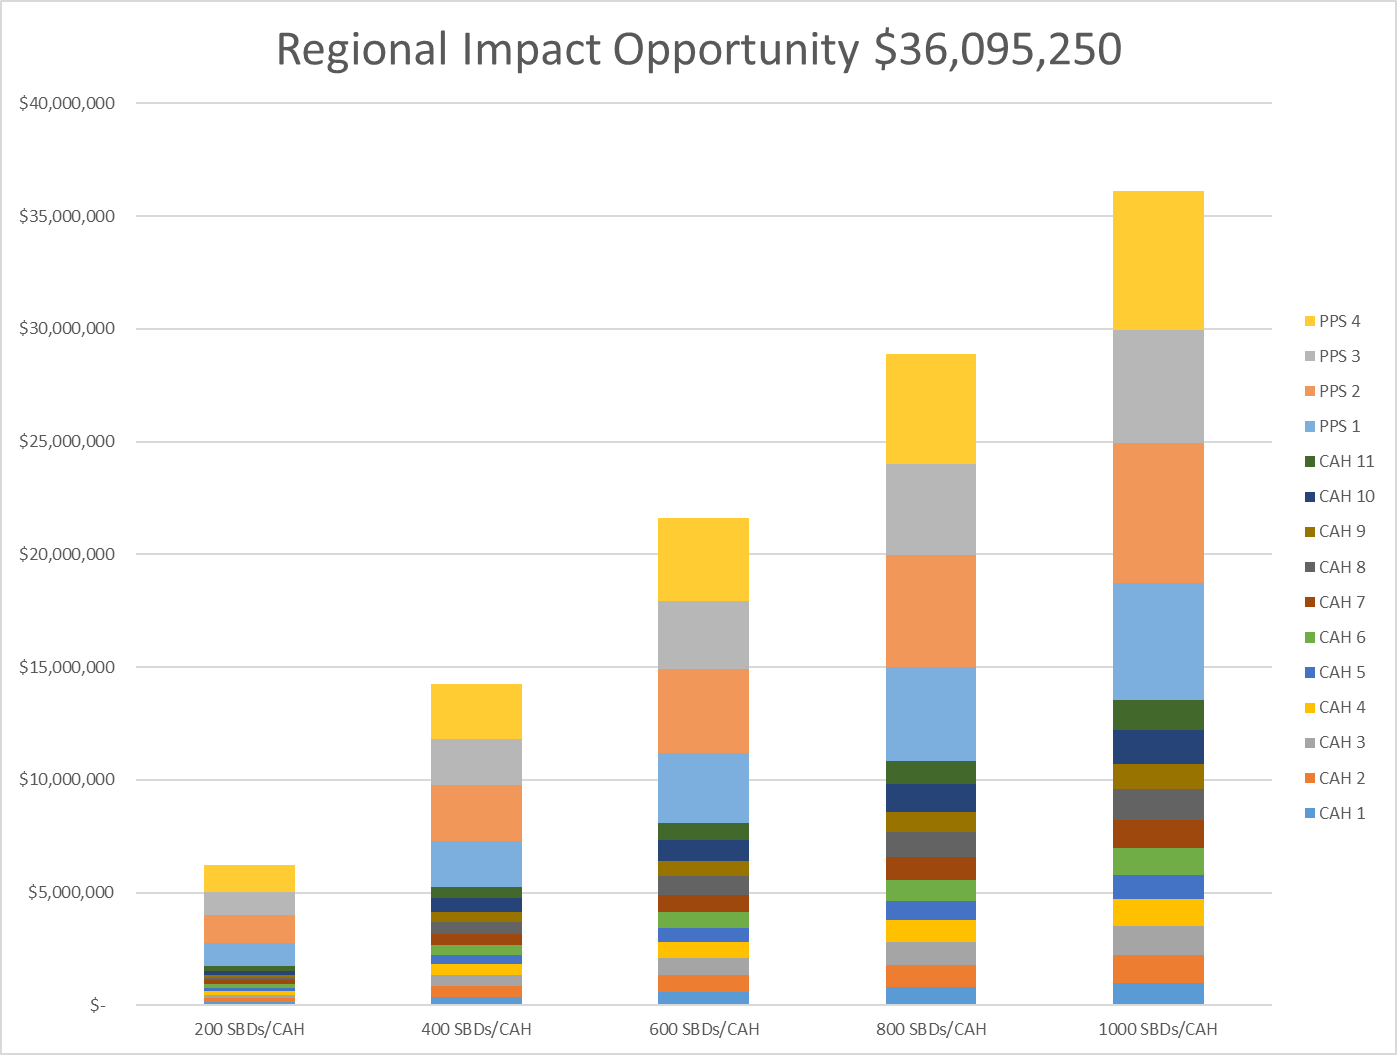 Regional Impact Opportunity $36,095,250
$40,000,000
$35,000,000
$30,000,000
$25,000,000
$20,000,000
$15,000,000
$10,000,000
$5,000,000
$-
200 SBDs/CAH
400 SBDs/CAH
600 SBDs/CAH
800 SBDs/CAH
1000 SBDs/CAH
PPS 4
PPS 3
PPS 2
PPS 1
CAH 11
CAH 10
CAH 9
CAH 8
CAH 7
CAH 6
CAH 5
CAH 4
CAH 3
CAH 2
CAH 1